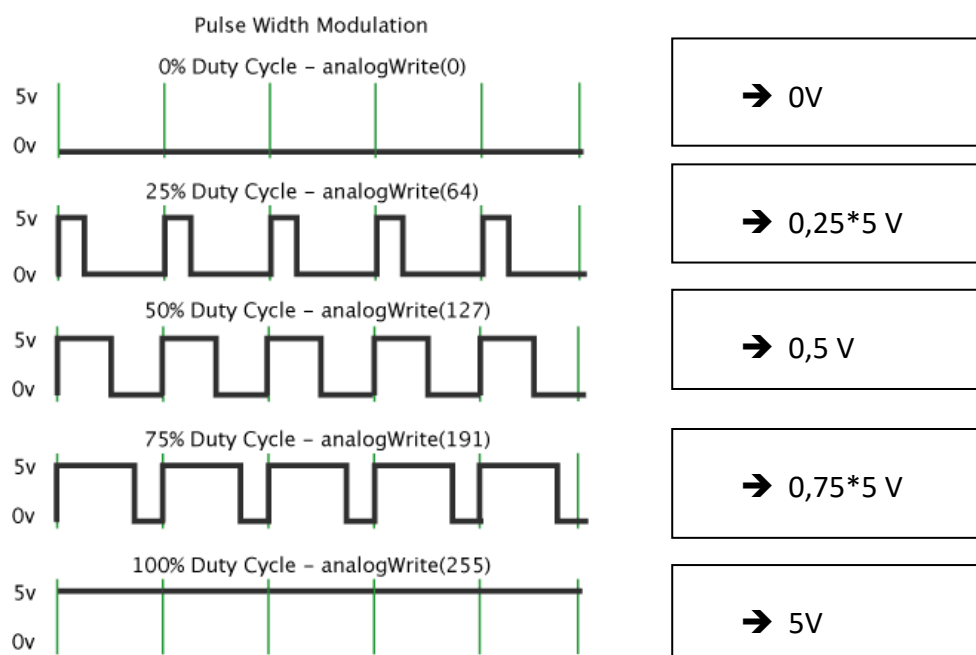 Pulse Width Modulation
0% Duty Cycle – analogWrite(0)
5v
0v
➔ 0V
25% Duty Cycle – analogWrite(64)
5v
0v
➔ 0,25*5 V
50% Duty Cycle – analogWrite(127)
5v
0v
➔ 0,5 V
75% Duty Cycle – analogWrite(191)
5v
0v
➔ 0,75*5 V
100% Duty Cycle – analogWrite(255)
5v
0v
➔ 5V